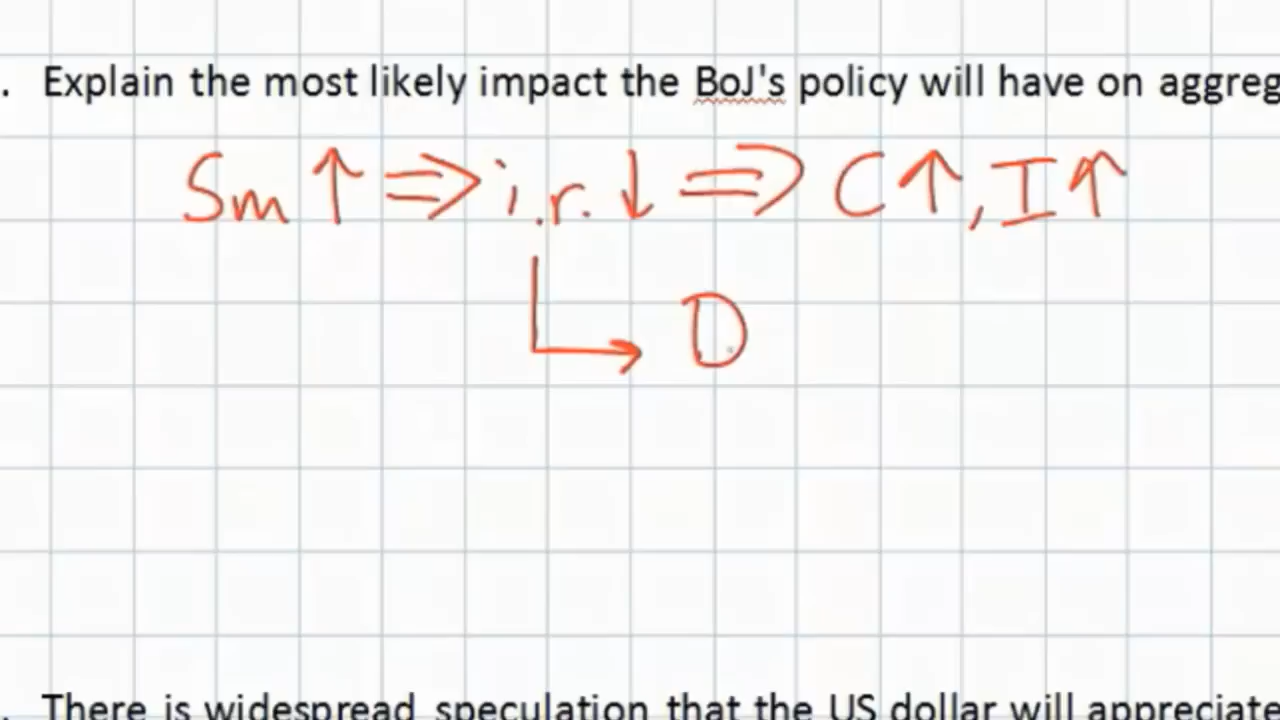 . Explain the most likely impact the BoJ's policy will have on aggreg
Sm ↑ ⇒ i.r. ↓ ⇒ C ↑, I ↑
↳ D
. There is widespread speculation that the US dollar will appreciate